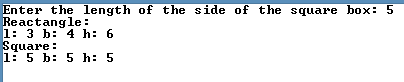 Enter the length of the side of the square box: 5
Reactangle:
l: 3 b: 4 h: 6
Square:
l: 5 b: 5 h: 5